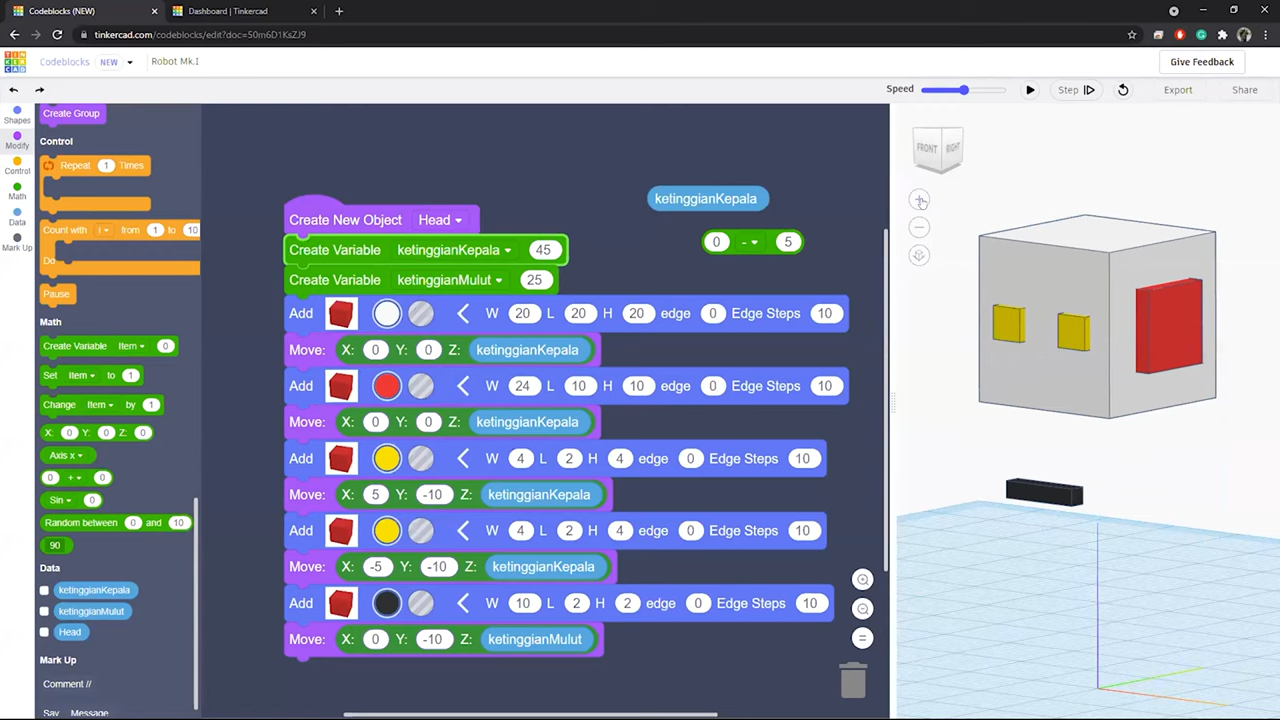 Codeblocks (NEW)
Dashboard | Tinkercad
tinkercad.com/codeblocks/edit?doc=50m6D1KsZJ9
TIN
KER
CAD
Codeblocks NEW Robot Mk.I
Give Feedback
Speed
Step
Export
Share
Shapes
Modify
Control
Math
Data
Mark Up
Create Group
Control
Repeat 1 Times
Count with i from 1 to 10
Do
Pause
Math
Create Variable Item 0
Set Item to 1
Change Item by 1
X: 0 Y: 0 Z: 0
Axis x
0 + 0
Sin 0
Random between 0 and 10
90
Data
ketinggianKepala
ketinggianMulut
Head
Mark Up
Comment //
Say Message
ketinggianKepala
0 - 5
Create New Object Head
Create Variable ketinggianKepala 45
Create Variable ketinggianMulut 25
Add W 20 L 20 H 20 edge 0 Edge Steps 10
Move: X: 0 Y: 0 Z: ketinggianKepala
Add W 24 L 10 H 10 edge 0 Edge Steps 10
Move: X: 0 Y: 0 Z: ketinggianKepala
Add W 4 L 2 H 4 edge 0 Edge Steps 10
Move: X: 5 Y: -10 Z: ketinggianKepala
Add W 4 L 2 H 4 edge 0 Edge Steps 10
Move: X: -5 Y: -10 Z: ketinggianKepala
Add W 10 L 2 H 2 edge 0 Edge Steps 10
Move: X: 0 Y: -10 Z: ketinggianMulut
FRONT
RIGHT